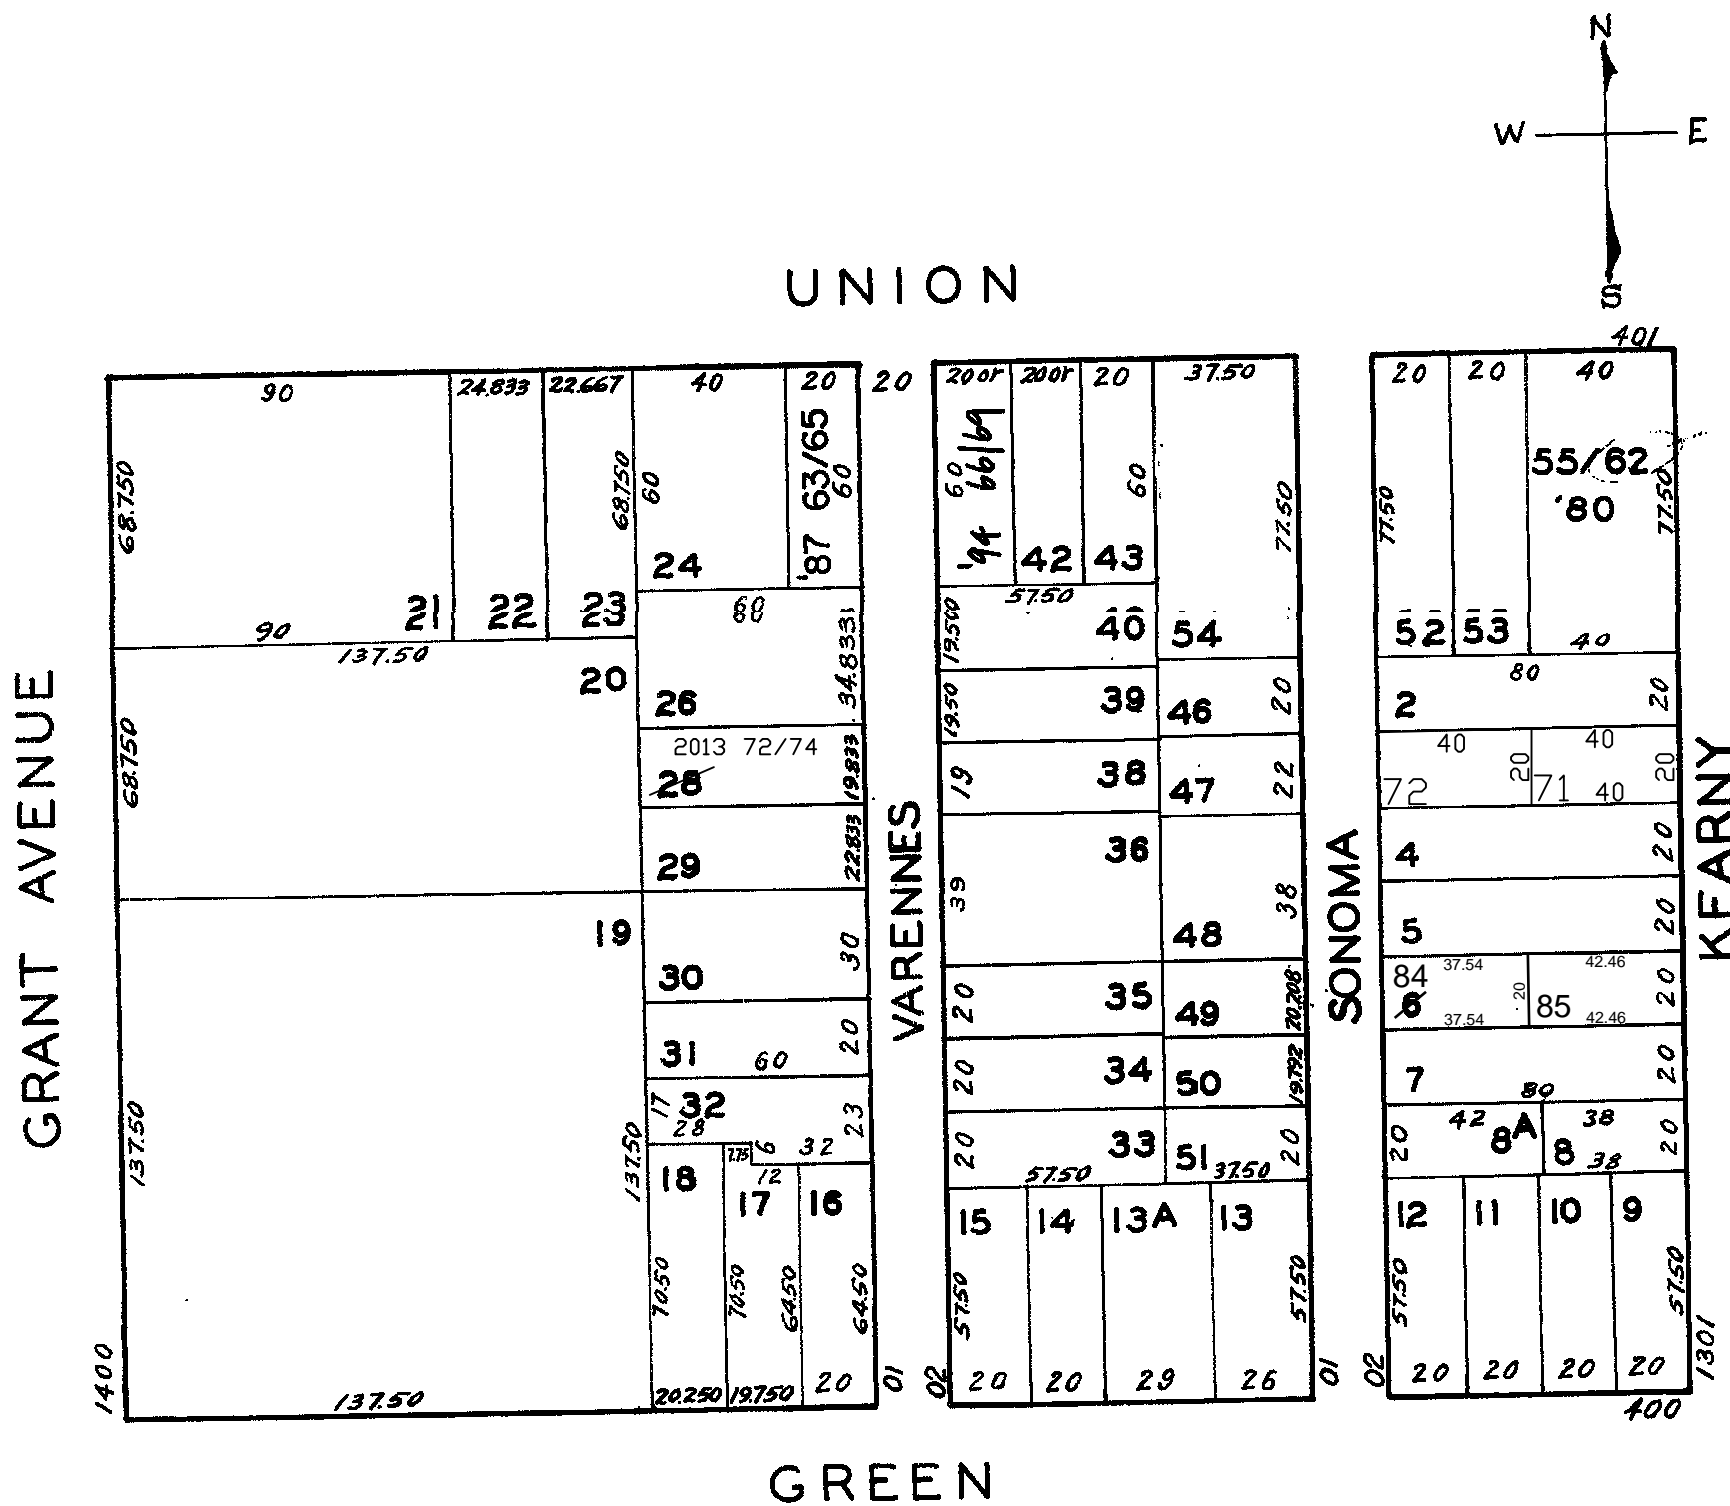 N
W E
S
UNION
401
90 24.833 22.667 40 20 20 20 or 20 or 20 37.50 20 20 40
68.750 68.750 60 '87 63/65 60 60 '94 66/69 60 77.50 77.50 55/62 77.50
'80
24 42 43
21 22 23 60 57.50
90 34.833 19.500 40 54 52 53 40
137.50 80
20 26 19.50 39 46 20 2 20
GRANT AVENUE
68.750
2013 72/74 19.833 19 38 47 22 40 20 40 20
28 72 71 40
29 22.833 36 4 20
VARENNES
SONOMA
KEARNY
39 48 38
19 30 30 5 20
84 37.54 42.46
20 35 49 20.208 6 20 85 20
37.54 42.46
31 60 20 20 34 50 19.792 7 20
80
17 32 23 42 38
28 20 8A 8 20
7.75 6 32 20 33 51 20 38
137.50 137.50 18 12 57.50 37.50
17 16 15 14 13A 13 12 11 10 9
70.50 70.50 64.50 64.50 57.50 57.50 57.50 57.50
1400 01 02 01 02 1301
137.50 20.250 19.750 20 20 20 29 26 20 20 20 20
400
GREEN